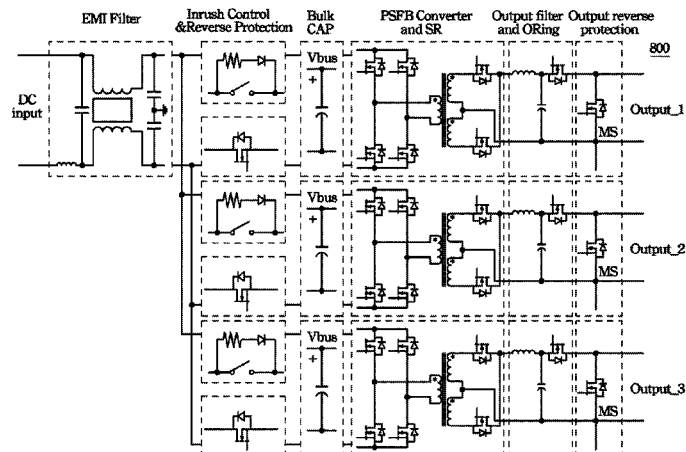 EMI Filter
Inrush Control
&Reverse Protection
Bulk
CAP
PSFB Converter
and SR
Output filter
and ORing
Output reverse
protection
800
DC
input
Vbus
+
Output_1
MS
Vbus
+
Output_2
MS
Vbus
+
Output_3
MS